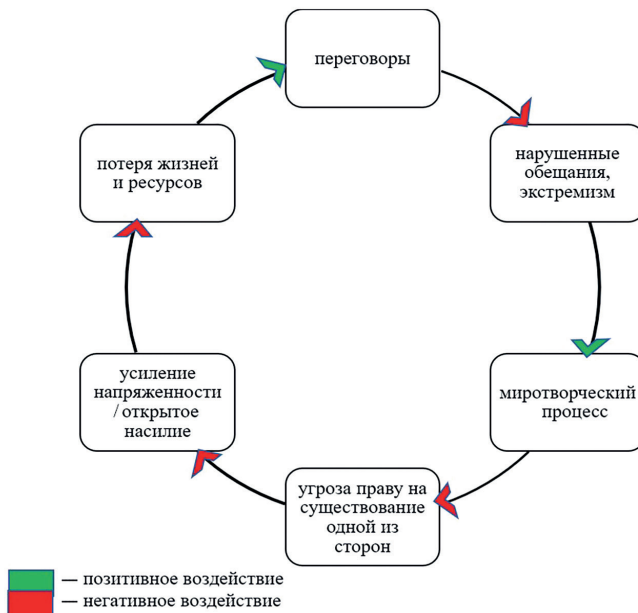 переговоры
нарушенные
обещания,
экстремизм
миротворческий
процесс
угроза праву на
существование
одной из
сторон
усиление
напряженности
/ открытое
насилие
потеря жизней
и ресурсов
— позитивное воздействие
— негативное воздействие